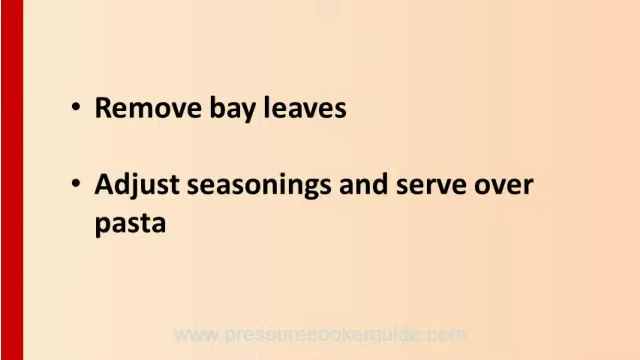 • Remove bay leaves
• Adjust seasonings and serve over
pasta
www.pressurecookerguide.com